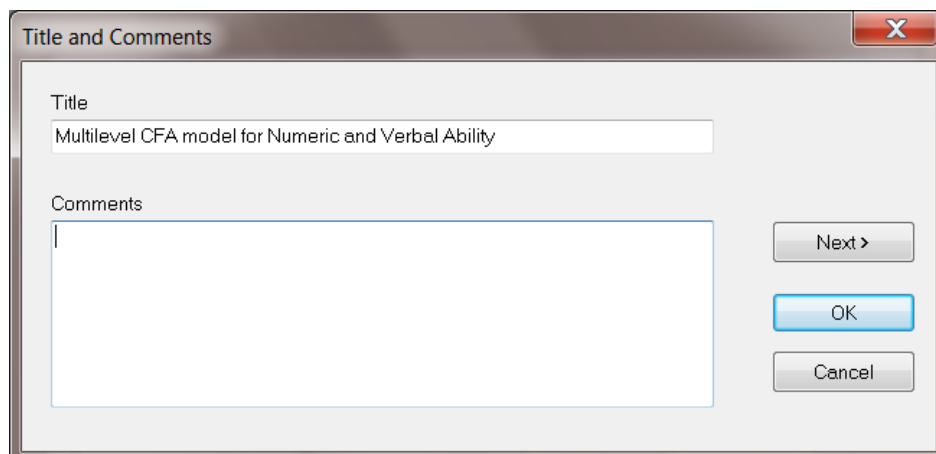 Title and Comments
Title
Multilevel CFA model for Numeric and Verbal Ability
Comments
Next >
OK
Cancel